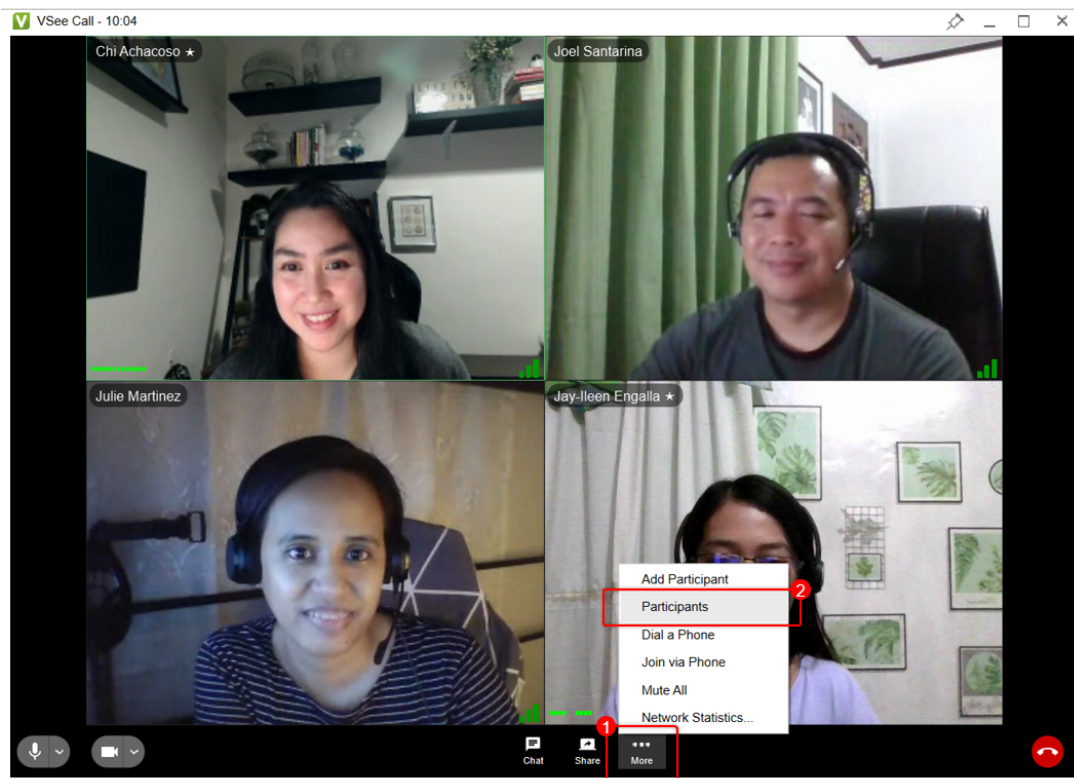 VSee Call - 10:04
Chi Achacoso ★
Joel Santarina
Julie Martinez
Jay-Ileen Engalla ★
Add Participant
2
Participants
Dial a Phone
Join via Phone
Mute All
Network Statistics...
1
Chat
Share
More